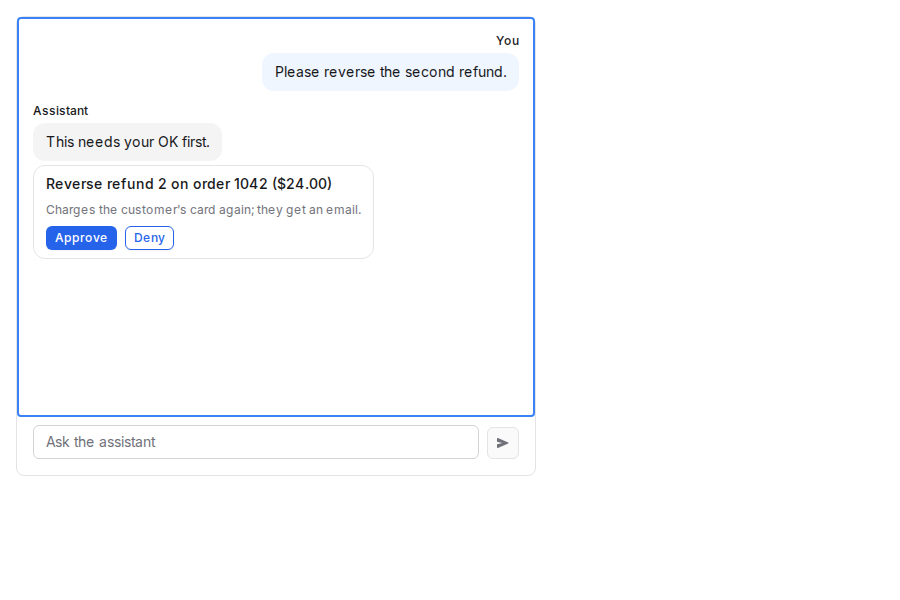 You
Please reverse the second refund.
Assistant
This needs your OK first.
Reverse refund 2 on order 1042 ($24.00)
Charges the customer's card again; they get an email.
Approve Deny
Ask the assistant